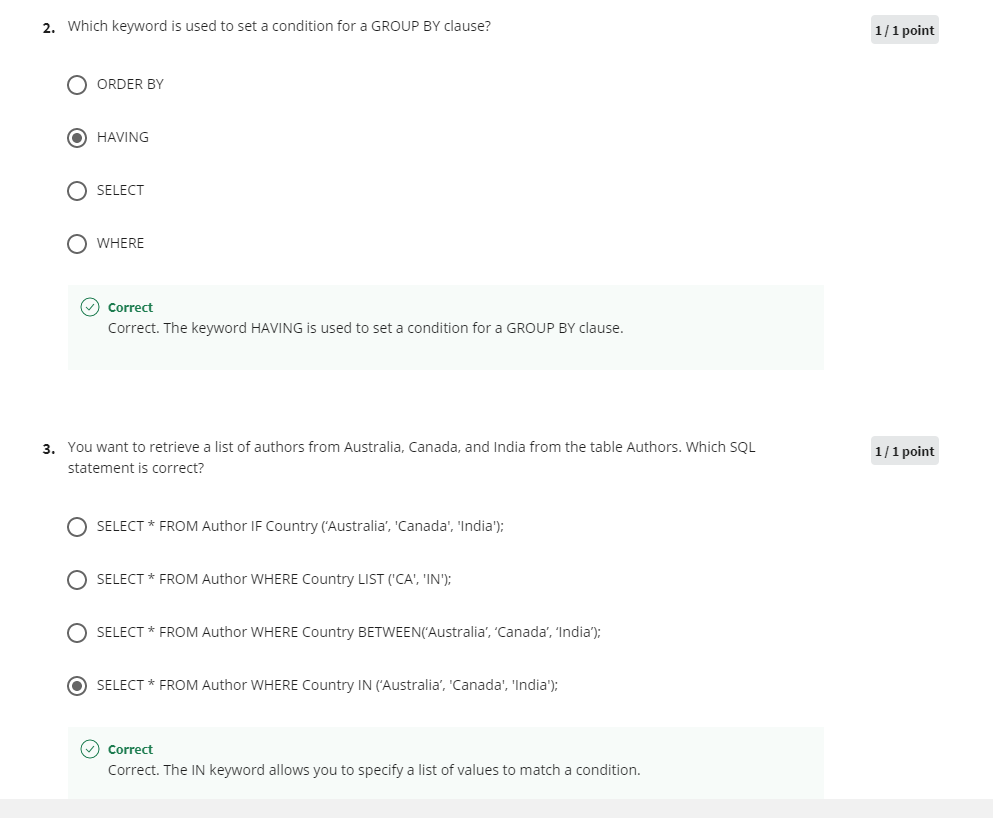 2. Which keyword is used to set a condition for a GROUP BY clause?
1 / 1 point
ORDER BY
HAVING
SELECT
WHERE
Correct
Correct. The keyword HAVING is used to set a condition for a GROUP BY clause.
3. You want to retrieve a list of authors from Australia, Canada, and India from the table Authors. Which SQL
statement is correct?
1 / 1 point
SELECT * FROM Author IF Country (‘Australia’, 'Canada', 'India');
SELECT * FROM Author WHERE Country LIST ('CA', 'IN');
SELECT * FROM Author WHERE Country BETWEEN(‘Australia’, ‘Canada’, ‘India’);
SELECT * FROM Author WHERE Country IN (‘Australia’, 'Canada', 'India');
Correct
Correct. The IN keyword allows you to specify a list of values to match a condition.